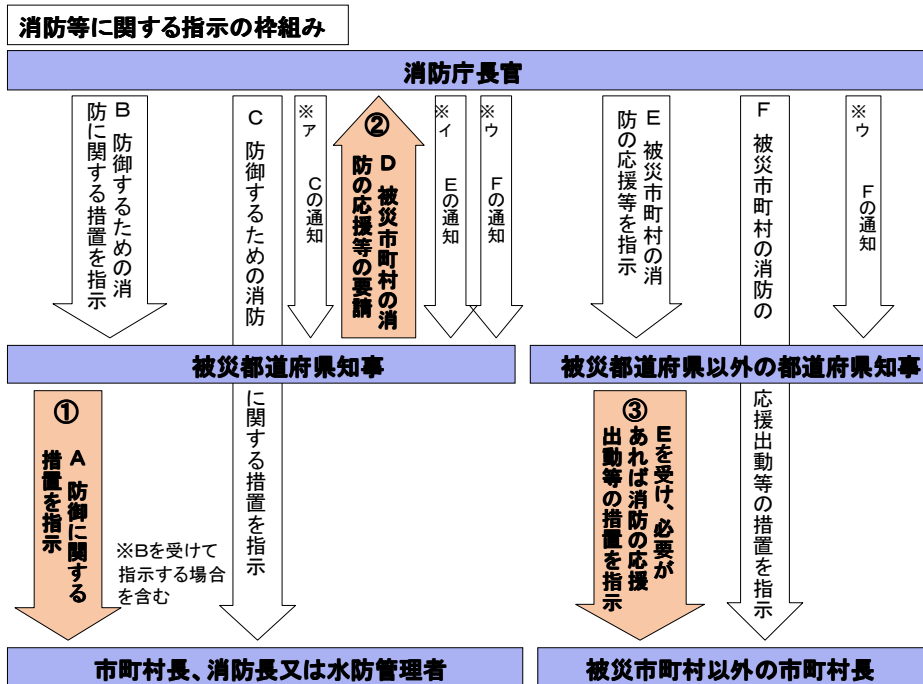 消防等に関する指示の枠組み
消防庁長官
B 防御するための消
防に関する措置を指示
C 防御するための消防
に関する措置を指示
※ア
Cの通知
②
D 被災市町村の消
防の応援等の要請
※イ
Eの通知
※ウ
Fの通知
E 被災市町村の消
防の応援等を指示
F 被災市町村の消防の
応援出動等の措置を指示
※ウ
Fの通知
被災都道府県知事
被災都道府県以外の都道府県知事
①
A 防御に関する
措置を指示
※Bを受けて
指示する場合
を含む
③
Eを受け、必要が
あれば消防の応援
出動等の措置を指示
市町村長、消防長又は水防管理者
被災市町村以外の市町村長